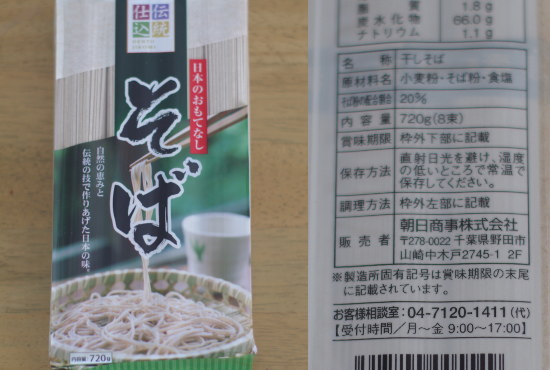 伝統
仕込
日本のおもてなし
そば
自然の恵みと
伝統の技で作りあげた日本の味。
内容量 720g
脂 質 1.8g
炭水化物 66.0g
ナトリウム 1.1g
名 称 干しそば
原材料名 小麦粉・そば粉・食塩
そば粉の配合割合 20%
内容量 720g(8束)
賞味期限 枠外下部に記載
保存方法 直射日光を避け、湿度
の低いところで常温で
保存してください。
調理方法 枠外左部に記載
販売者 朝日商事株式会社
〒278-0022 千葉県野田市
山崎中木戸2745-1 2F
※製造所固有記号は賞味期限の末尾
に記載されています。
お客様相談室: 04-7120-1411(代)
【受付時間／月～金 9:00～17:00】